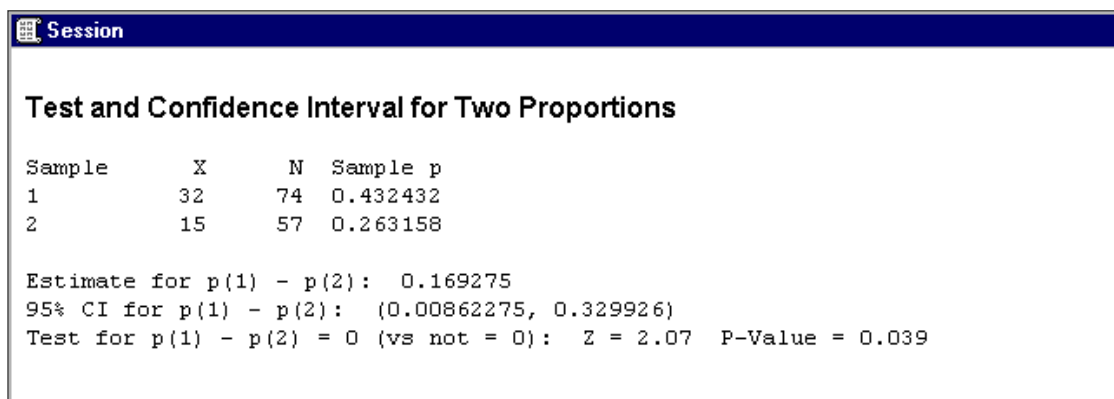 Session
Test and Confidence Interval for Two Proportions
Sample X N Sample p
1 32 74 0.432432
2 15 57 0.263158
Estimate for p(1) - p(2): 0.169275
95% CI for p(1) - p(2): (0.00862275, 0.329926)
Test for p(1) - p(2) = 0 (vs not = 0): Z = 2.07 P-Value = 0.039